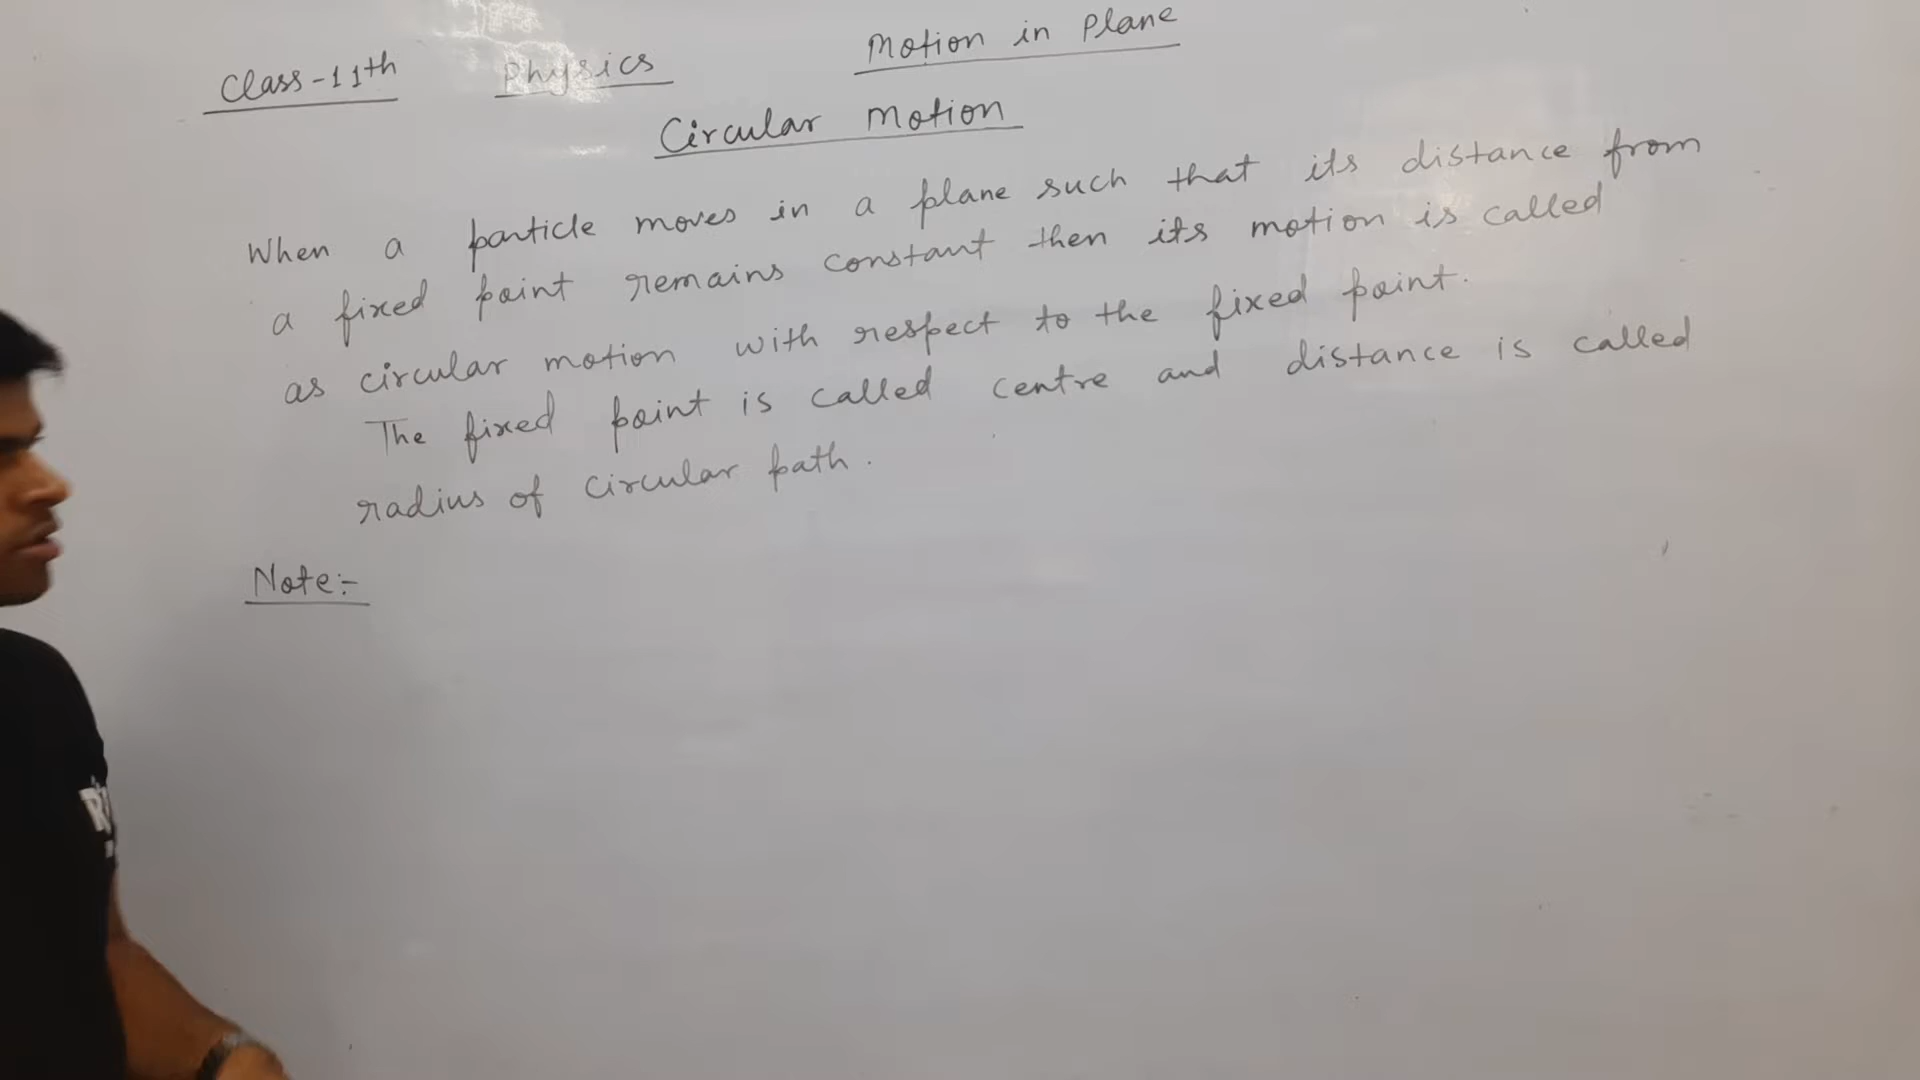 Class-11th Physics Motion in Plane
Circular Motion
When a particle moves in a plane such that its distance from
a fixed point remains constant then its motion is called
as circular motion with respect to the fixed point.
The fixed point is called centre and distance is called
radius of circular path.
Note:-